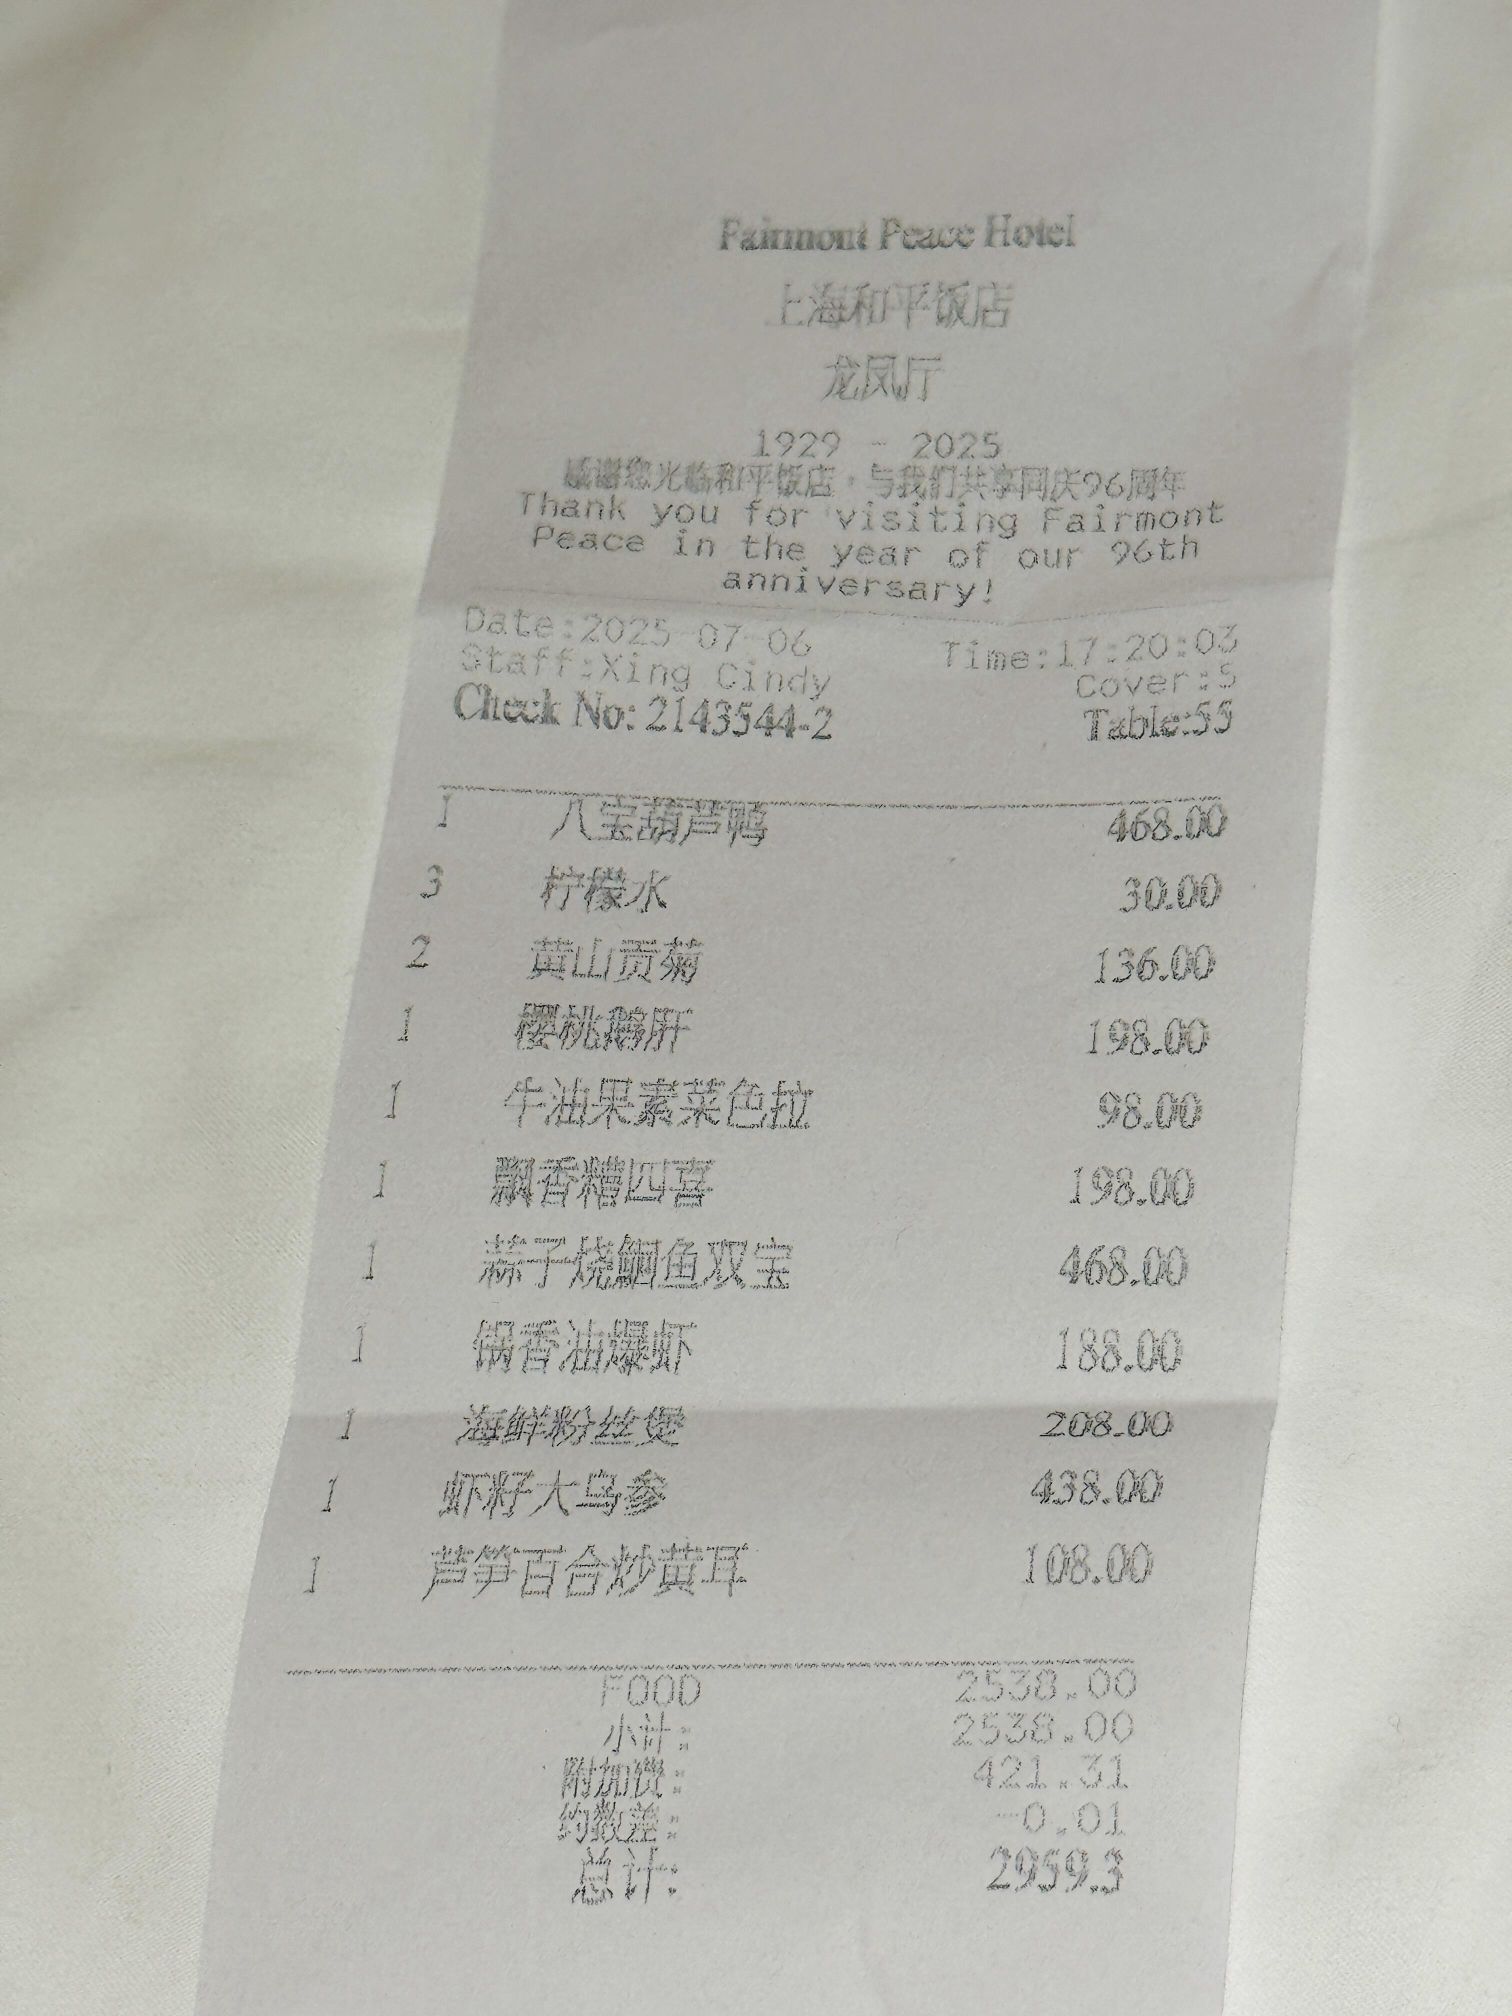 Fairmont Peace Hotel
上海和平饭店
龙凤厅
1929 - 2025
感谢您光临和平饭店，与我们共享同庆96周年
Thank you for visiting Fairmont
Peace in the year of our 96th
anniversary!
Date:2025-07-06 Time:17:20:03
Staff:Xing Cindy Cover:5
Check No: 2143544-2 Table:55
1 八宝葫芦鸭 468.00
3 柠檬水 30.00
2 黄山贡菊 136.00
1 樱桃鹅肝 198.00
1 牛油果素菜色拉 98.00
1 飘香糟四喜 198.00
1 蒜子烧鮰鱼双宝 468.00
1 锅香油爆虾 188.00
1 海鲜粉丝煲 208.00
1 虾籽大乌参 438.00
1 芦笋百合炒黄耳 108.00
FOOD 2538.00
小计: 2538.00
附加税: 421.31
约数差: -0.01
总计: 2959.3